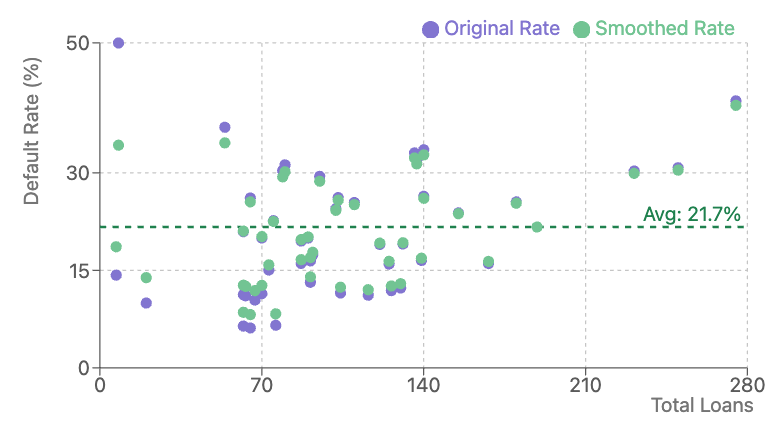 Original Rate Smoothed Rate
Default Rate (%)
50
30
15
0
Avg: 21.7%
0 70 140 210 280
Total Loans